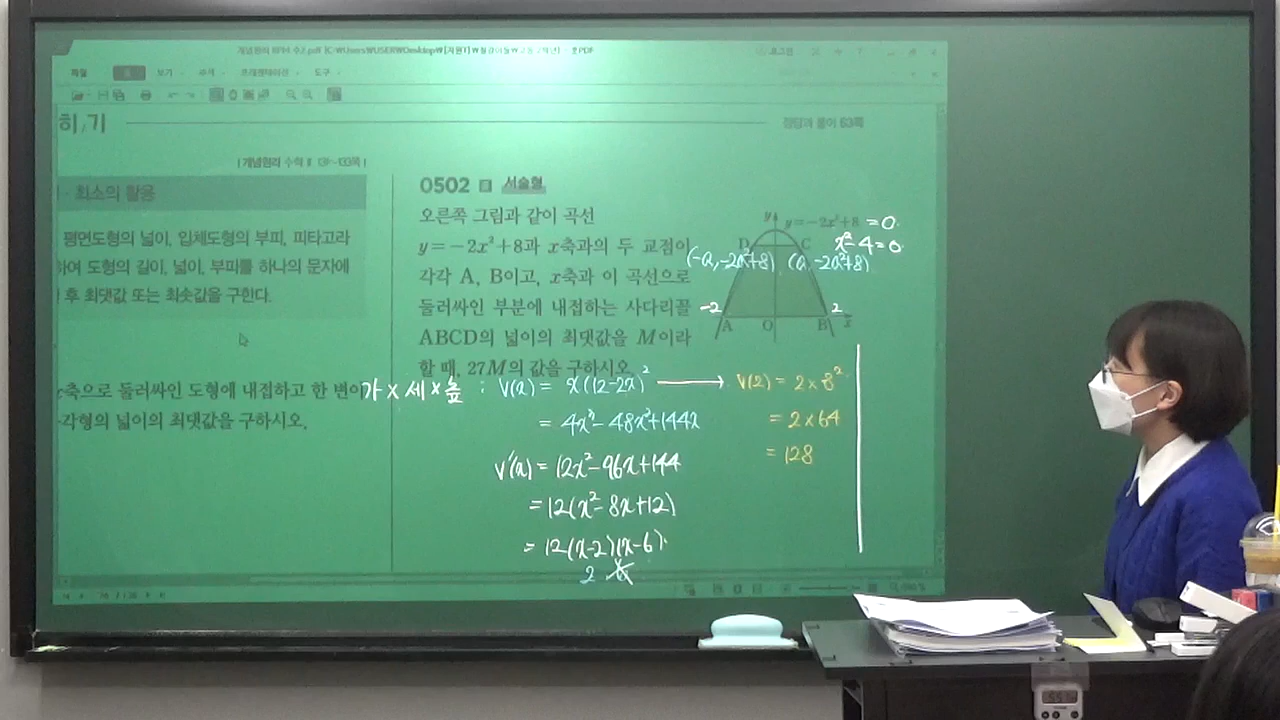 파일
보기
도구
히기
정답과 풀이 63쪽
최소의 활용
평면도형의 넓이, 입체도형의 부피, 피타고라
하여 도형의 길이, 넓이, 부피를 하나의 문자에
후 최댓값 또는 최솟값을 구한다.
축으로 둘러싸인 도형에 내접하고 한 변이
각형의 넓이의 최댓값을 구하시오.
0502 서술형
오른쪽 그림과 같이 곡선
y=-2x²+8과 x축과의 두 교점이
각각 A, B이고, x축과 이 곡선으로
둘러싸인 부분에 내접하는 사다리꼴
ABCD의 넓이의 최댓값을 M이라
할 때, 27M의 값을 구하시오.
y y=-2x²+8 =0.
x²-4=0.
D C
(-a, -2a²+8) (a, -2a²+8)
-2 2
A O B x
가×세×높 : V(x) = x(12-2x)² → V(2) = 2×8²
= 4x³-48x²+144x = 2×64
V'(x) = 12x²-96x+144 = 128
= 12(x²-8x+12)
= 12(x-2)(x-6)
2